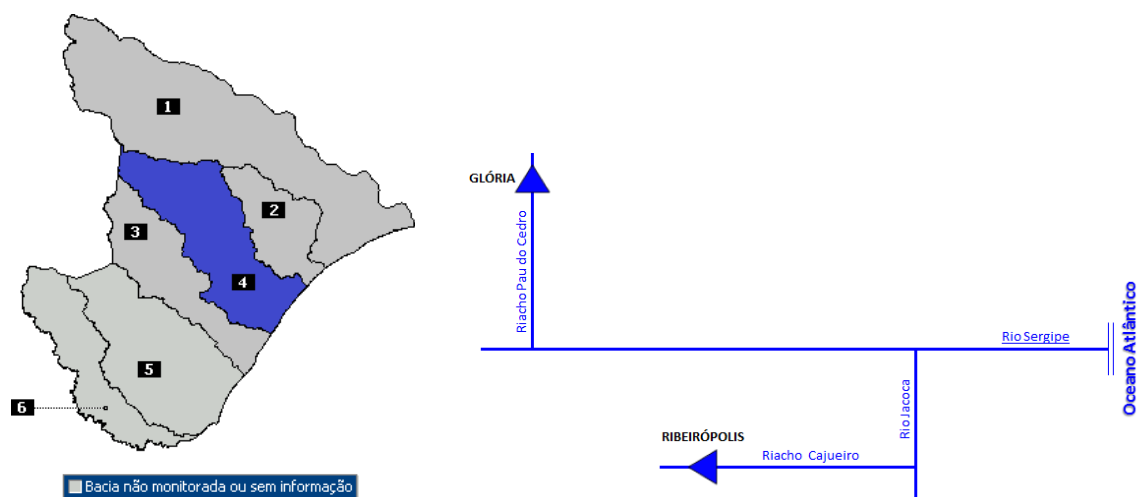 1
2
3
4
5
6
Bacia não monitorada ou sem informação
GLÓRIA
Riacho Pau do Cedro
Rio Sergipe
Oceano Atlântico
Rio Jacoca
RIBEIRÓPOLIS
Riacho Cajueiro